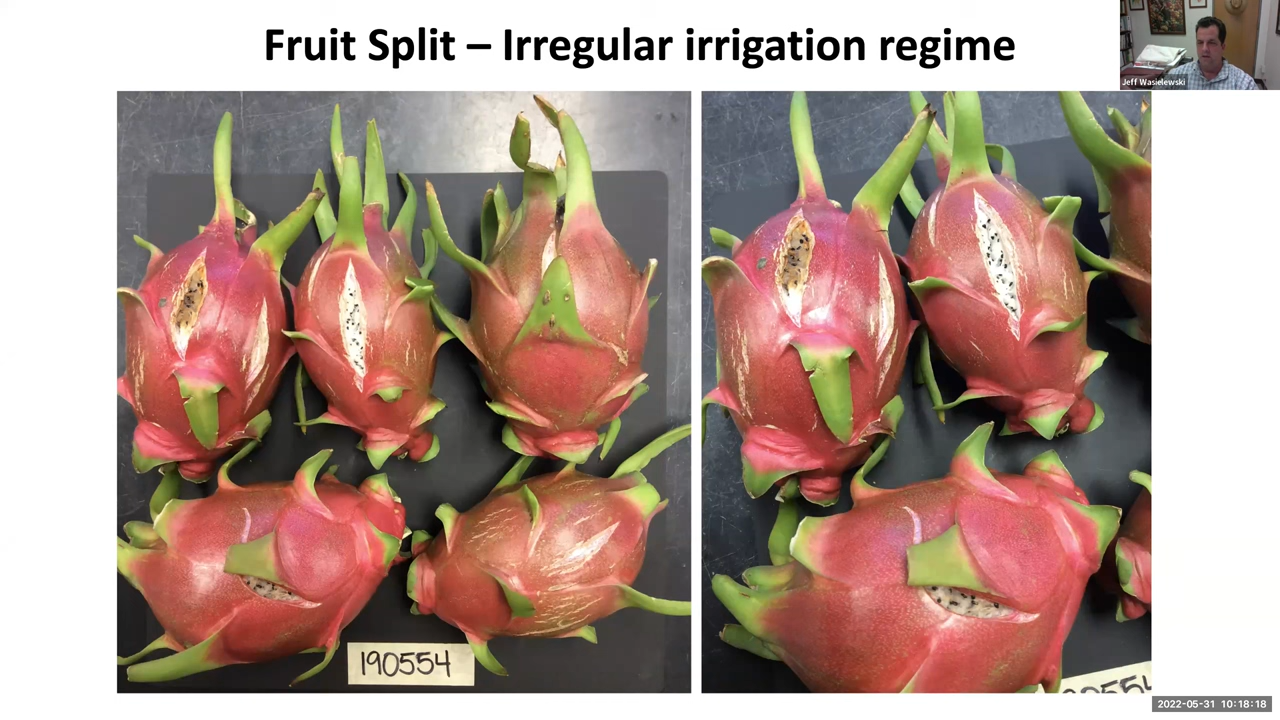 Fruit Split – Irregular irrigation regime
Jeff Wasielewski
190554
2022-05-31 10:18:18